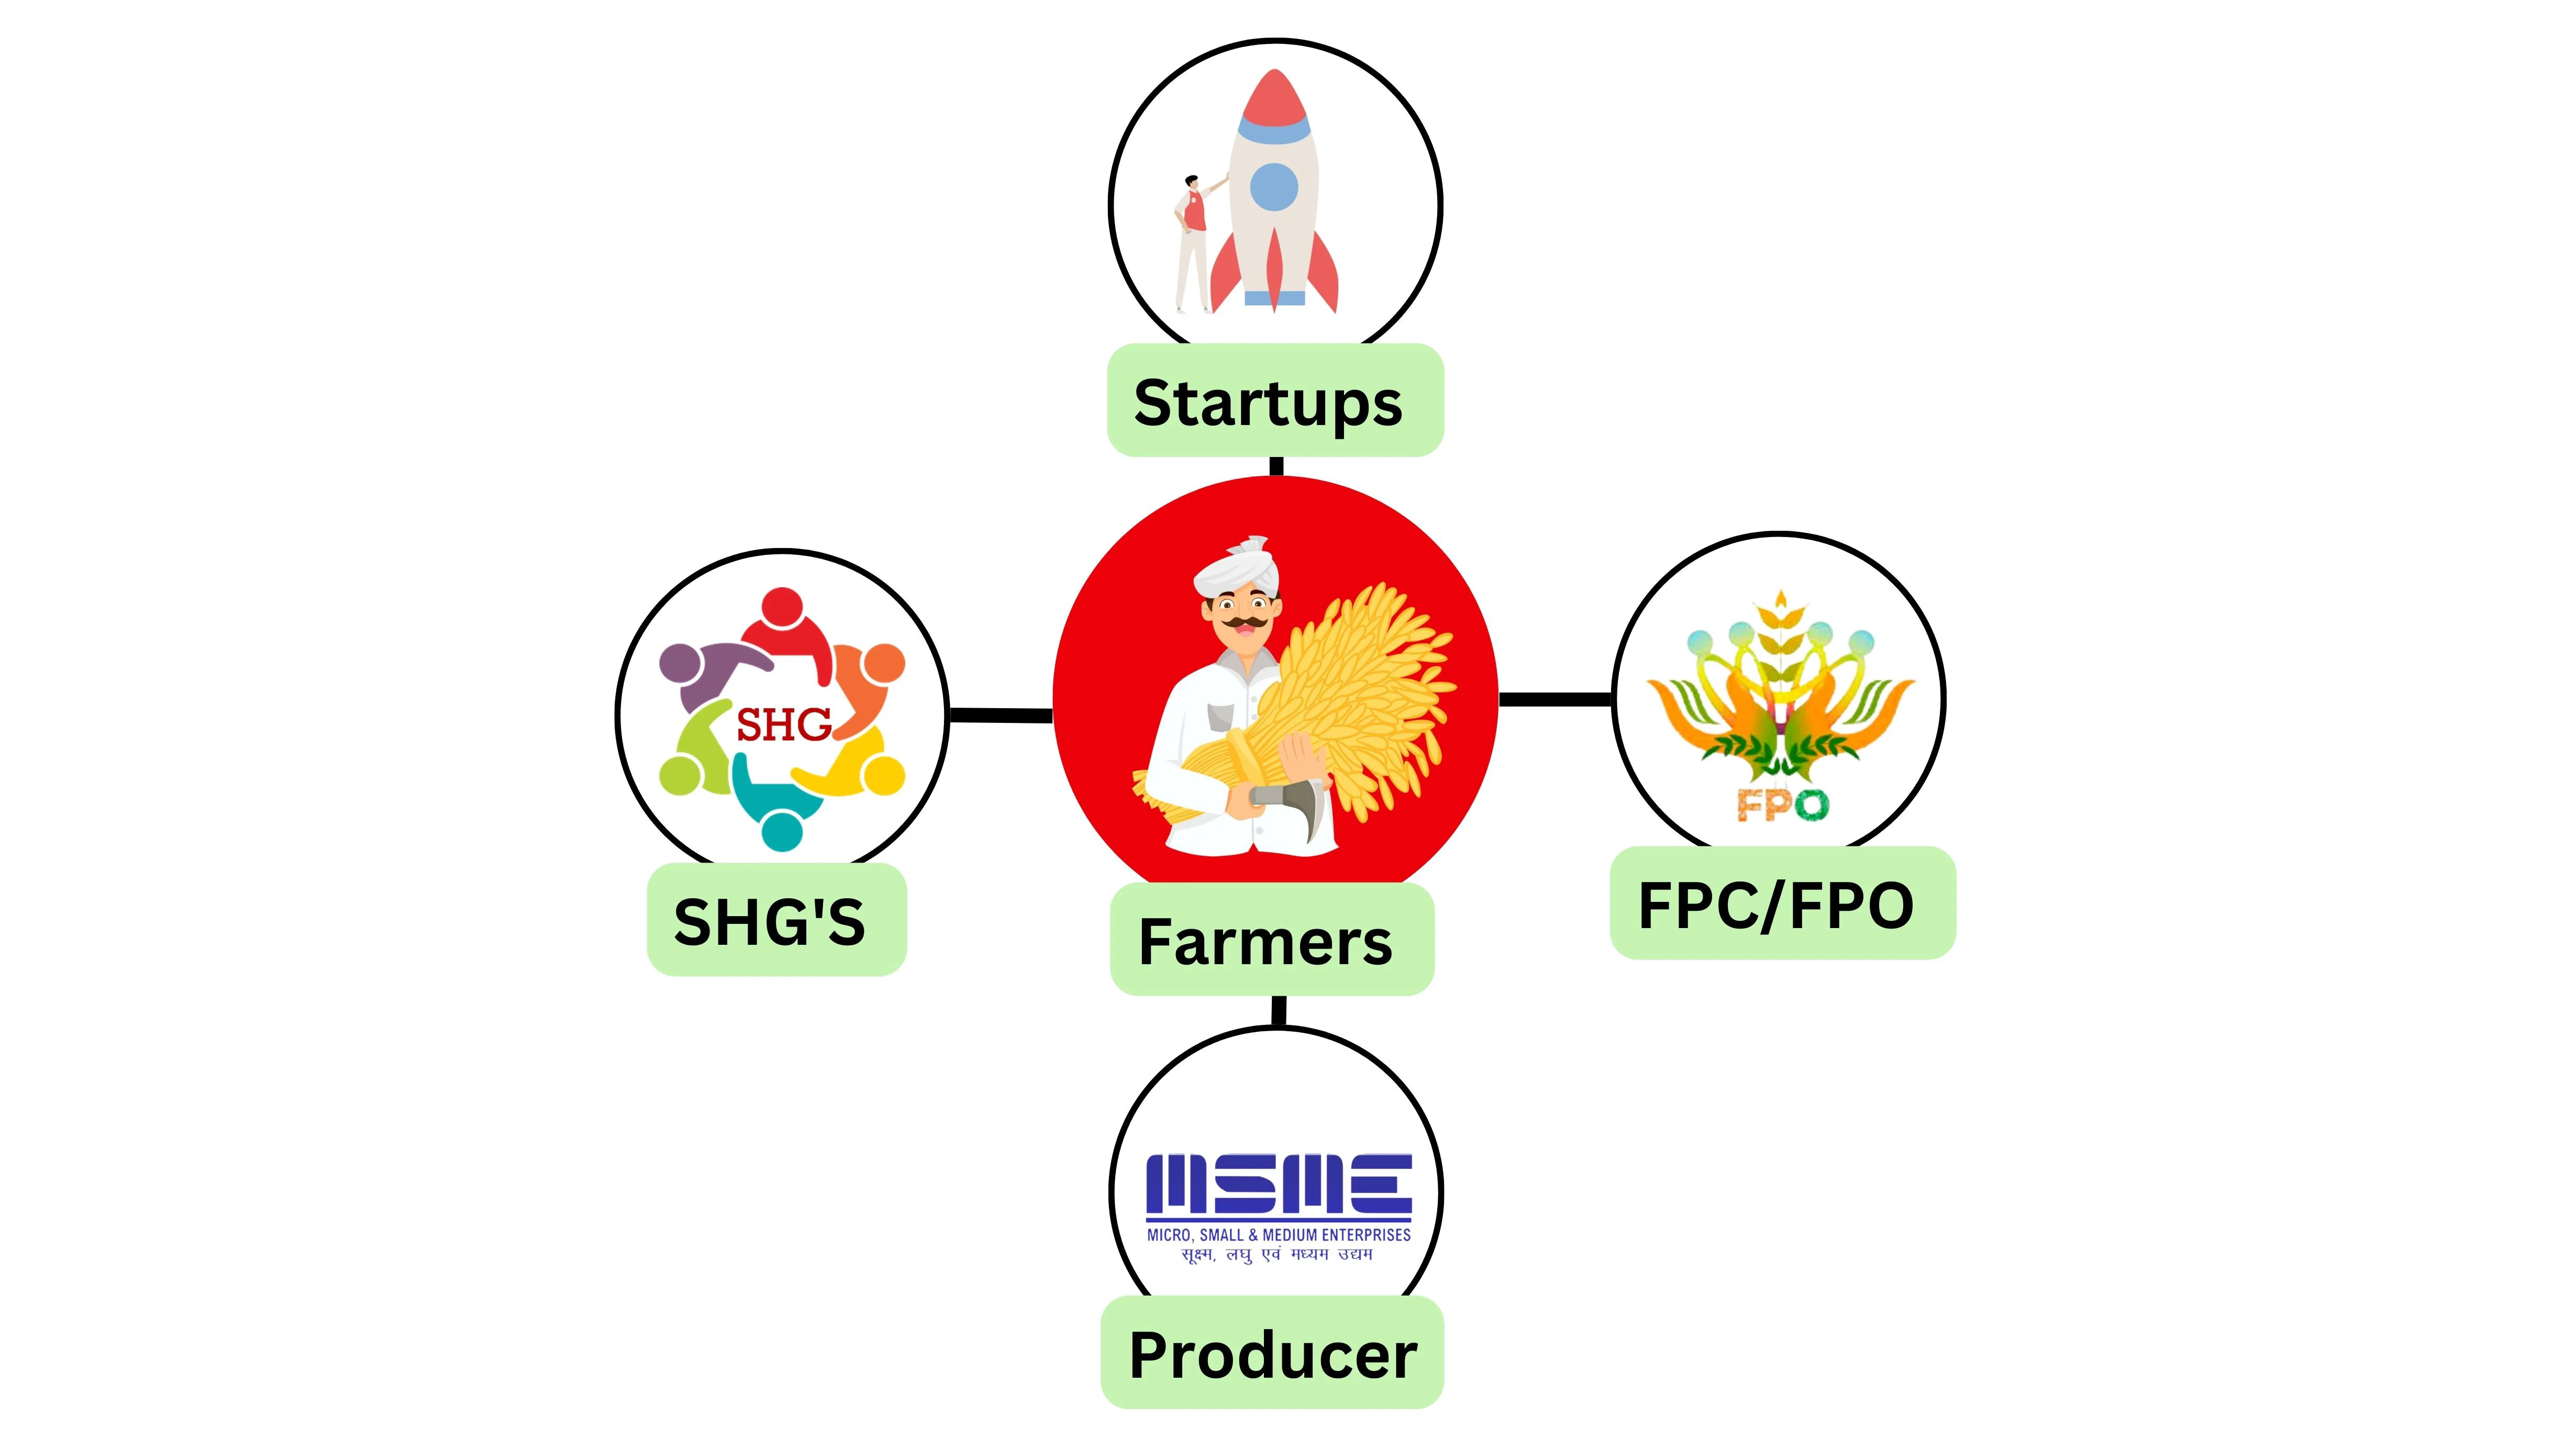 Startups
SHG
SHG'S
Farmers
FPO
FPC/FPO
MSME
MICRO, SMALL & MEDIUM ENTERPRISES
सूक्ष्म, लघु एवं मध्यम उद्यम
Producer